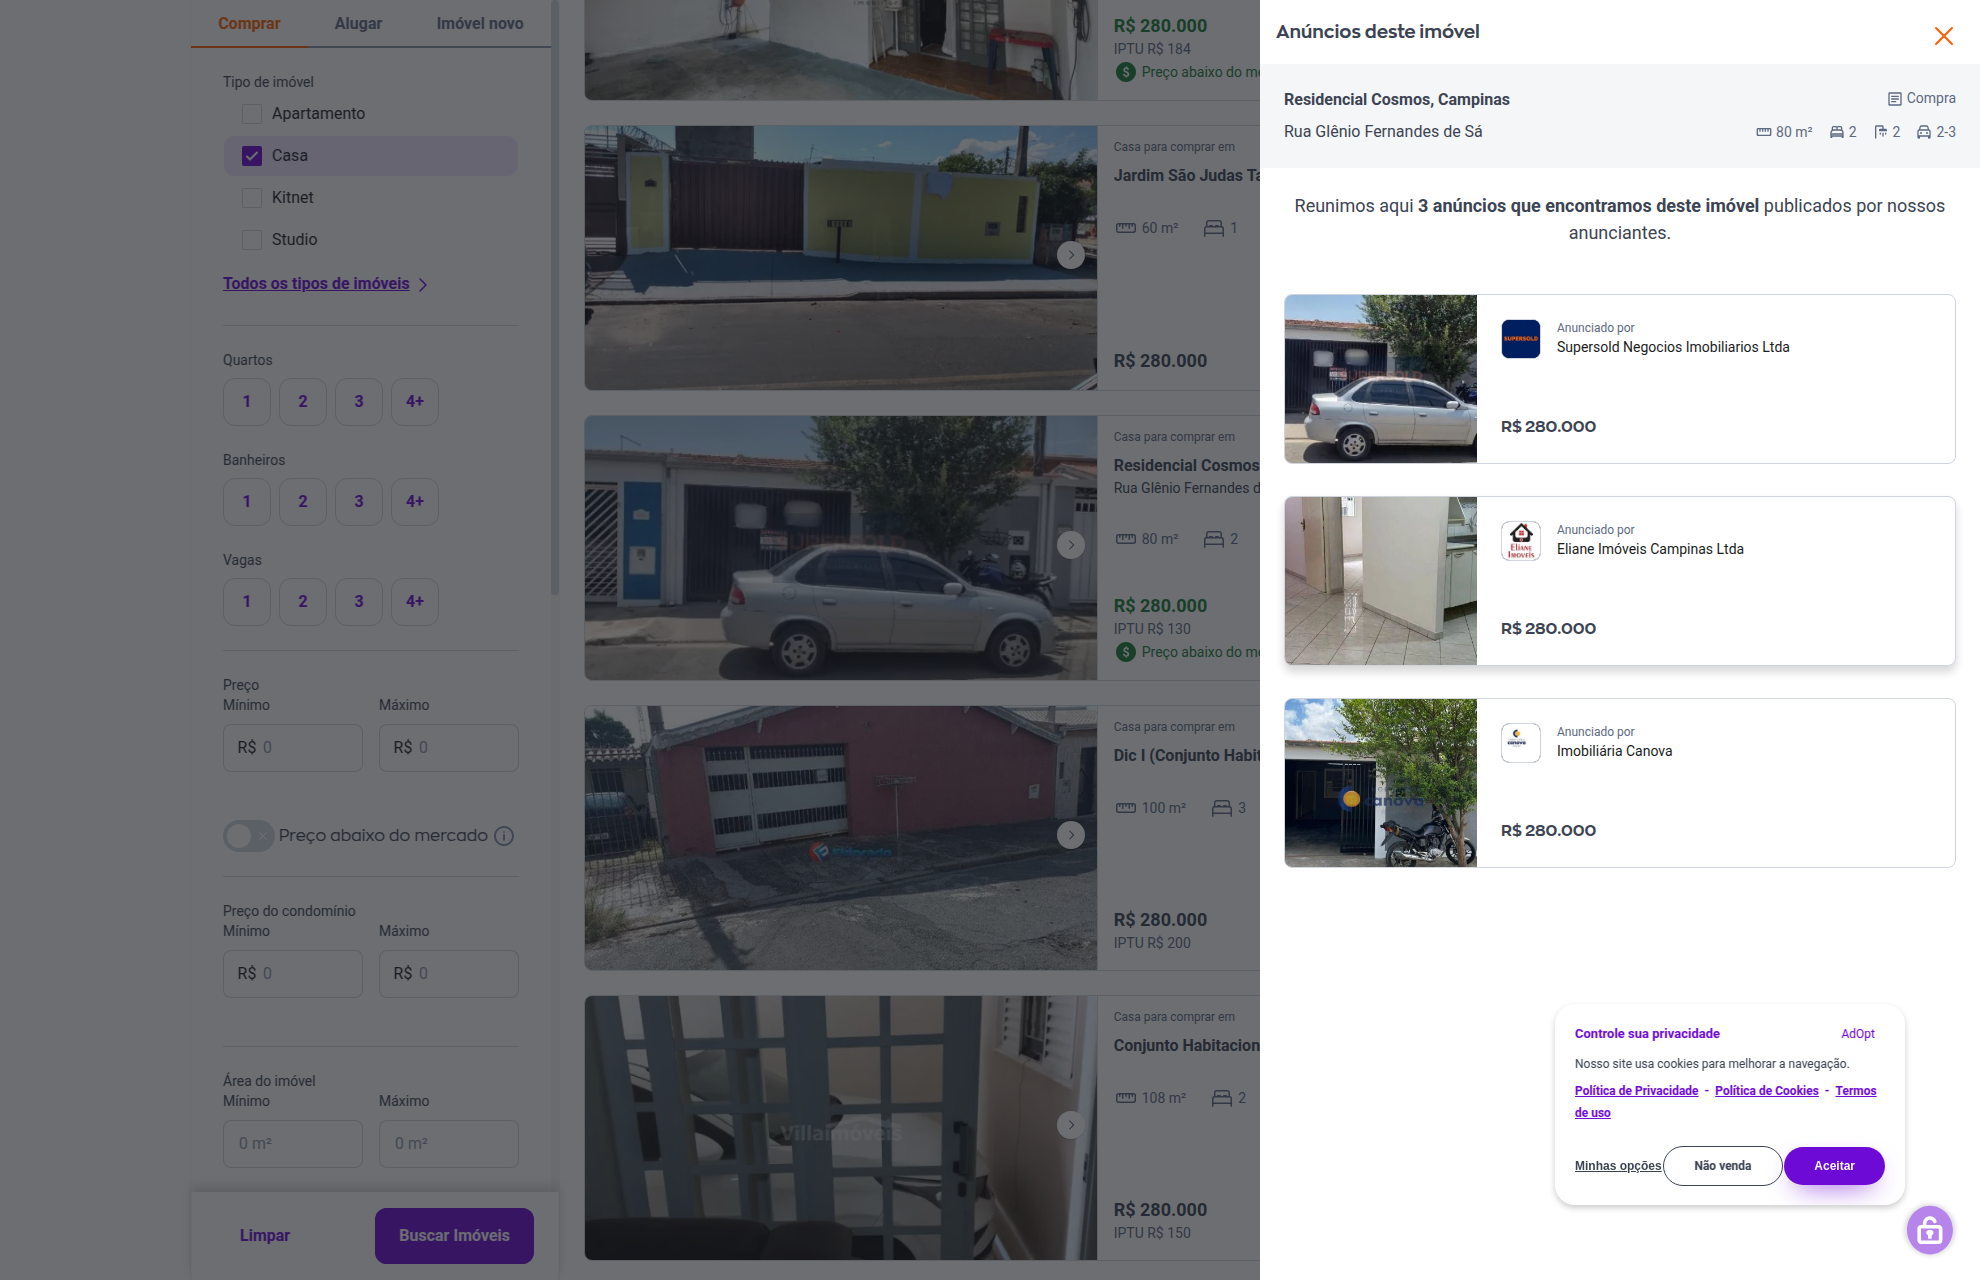 Comprar
Alugar
Imóvel novo
Tipo de imóvel
Apartamento
Casa
Kitnet
Studio
Todos os tipos de imóveis
Quartos
1 2 3 4+
Banheiros
1 2 3 4+
Vagas
1 2 3 4+
Preço
Mínimo Máximo
R$ 0 R$ 0
Preço abaixo do mercado
Preço do condomínio
Mínimo Máximo
R$ 0 R$ 0
Área do imóvel
Mínimo Máximo
0 m² 0 m²
Limpar
Buscar Imóveis
R$ 280.000
IPTU R$ 184
Preço abaixo do
Casa para comprar em
Jardim São Judas
60 m² 1
R$ 280.000
Casa para comprar em
Residencial Cosmos
Rua Glênio Fernandes
80 m² 2
R$ 280.000
IPTU R$ 130
Preço abaixo do
SUPERSOLD
Casa para comprar em
Dic I (Conjunto
100 m² 3
R$ 280.000
IPTU R$ 200
Eldorado
Casa para comprar em
Conjunto
108 m² 2
R$ 280.000
IPTU R$ 150
Villaimóveis
Anúncios deste imóvel
Residencial Cosmos, Campinas
Compra
Rua Glênio Fernandes de Sá
80 m² 2 2 2-3
Reunimos aqui 3 anúncios que encontramos deste imóvel publicados por nossos
anunciantes.
SUPERSOLD
Anunciado por
Supersold Negocios Imobiliarios Ltda
R$ 280.000
Eliane
Imóveis
Anunciado por
Eliane Imóveis Campinas Ltda
R$ 280.000
canova
canova
Anunciado por
Imobiliária Canova
R$ 280.000
Controle sua privacidade
AdOpt
Nosso site usa cookies para melhorar a navegação.
Política de Privacidade - Política de Cookies - Termos
de uso
Minhas opções
Não venda
Aceitar